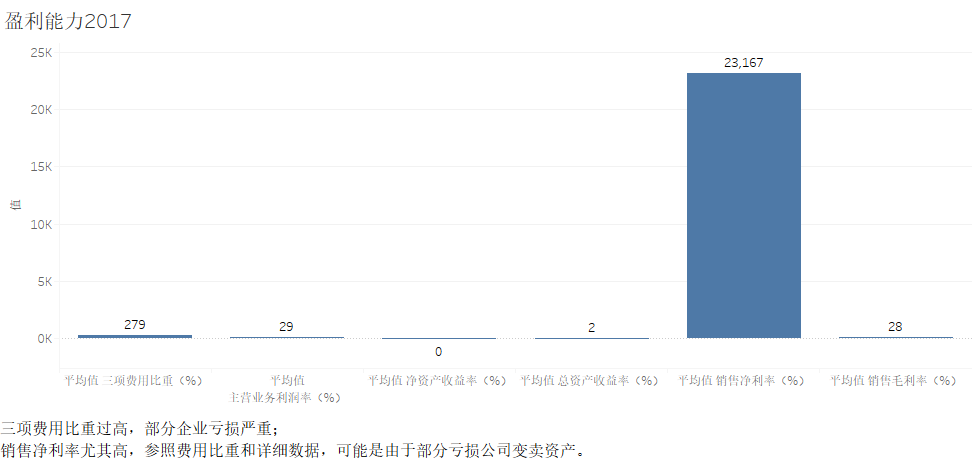 盈利能力2017
25K
23,167
20K
15K
值
10K
5K
279
29
2
28
0K
0
平均值 三项费用比重（%）
平均值
主营业务利润率（%）
平均值 净资产收益率（%）
平均值 总资产收益率（%）
平均值 销售净利率（%）
平均值 销售毛利率（%）
三项费用比重过高，部分企业亏损严重；
销售净利率尤其高，参照费用比重和详细数据，可能是由于部分亏损公司变卖资产。